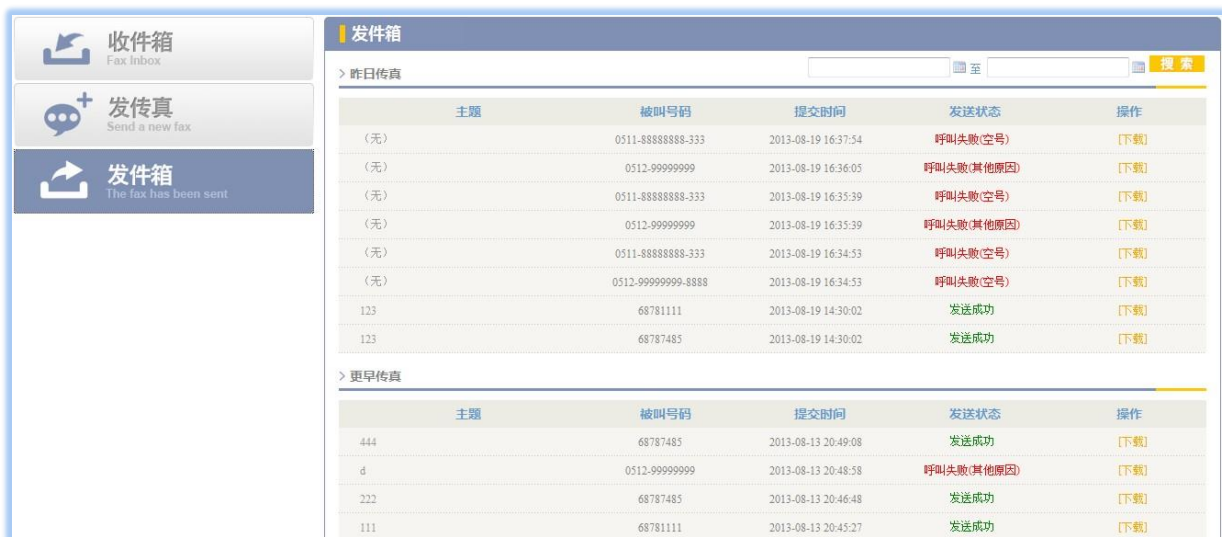 收件箱
Fax Inbox
发传真
Send a new fax
发件箱
The fax has been sent
发件箱
昨日传真 至 搜 索
主题 被叫号码 提交时间 发送状态 操作
（无） 0511-88888888-333 2013-08-19 16:37:54 呼叫失败(空号) [下载]
（无） 0512-99999999 2013-08-19 16:36:05 呼叫失败(其他原因) [下载]
（无） 0511-88888888-333 2013-08-19 16:35:39 呼叫失败(空号) [下载]
（无） 0512-99999999 2013-08-19 16:35:39 呼叫失败(其他原因) [下载]
（无） 0511-88888888-333 2013-08-19 16:34:53 呼叫失败(空号) [下载]
（无） 0512-99999999-8888 2013-08-19 16:34:53 呼叫失败(空号) [下载]
123 68781111 2013-08-19 14:30:02 发送成功 [下载]
123 68787485 2013-08-19 14:30:02 发送成功 [下载]
更早传真
主题 被叫号码 提交时间 发送状态 操作
444 68787485 2013-08-13 20:49:08 发送成功 [下载]
d 0512-99999999 2013-08-13 20:48:58 呼叫失败(其他原因) [下载]
222 68787485 2013-08-13 20:46:48 发送成功 [下载]
111 68781111 2013-08-13 20:45:27 发送成功 [下载]